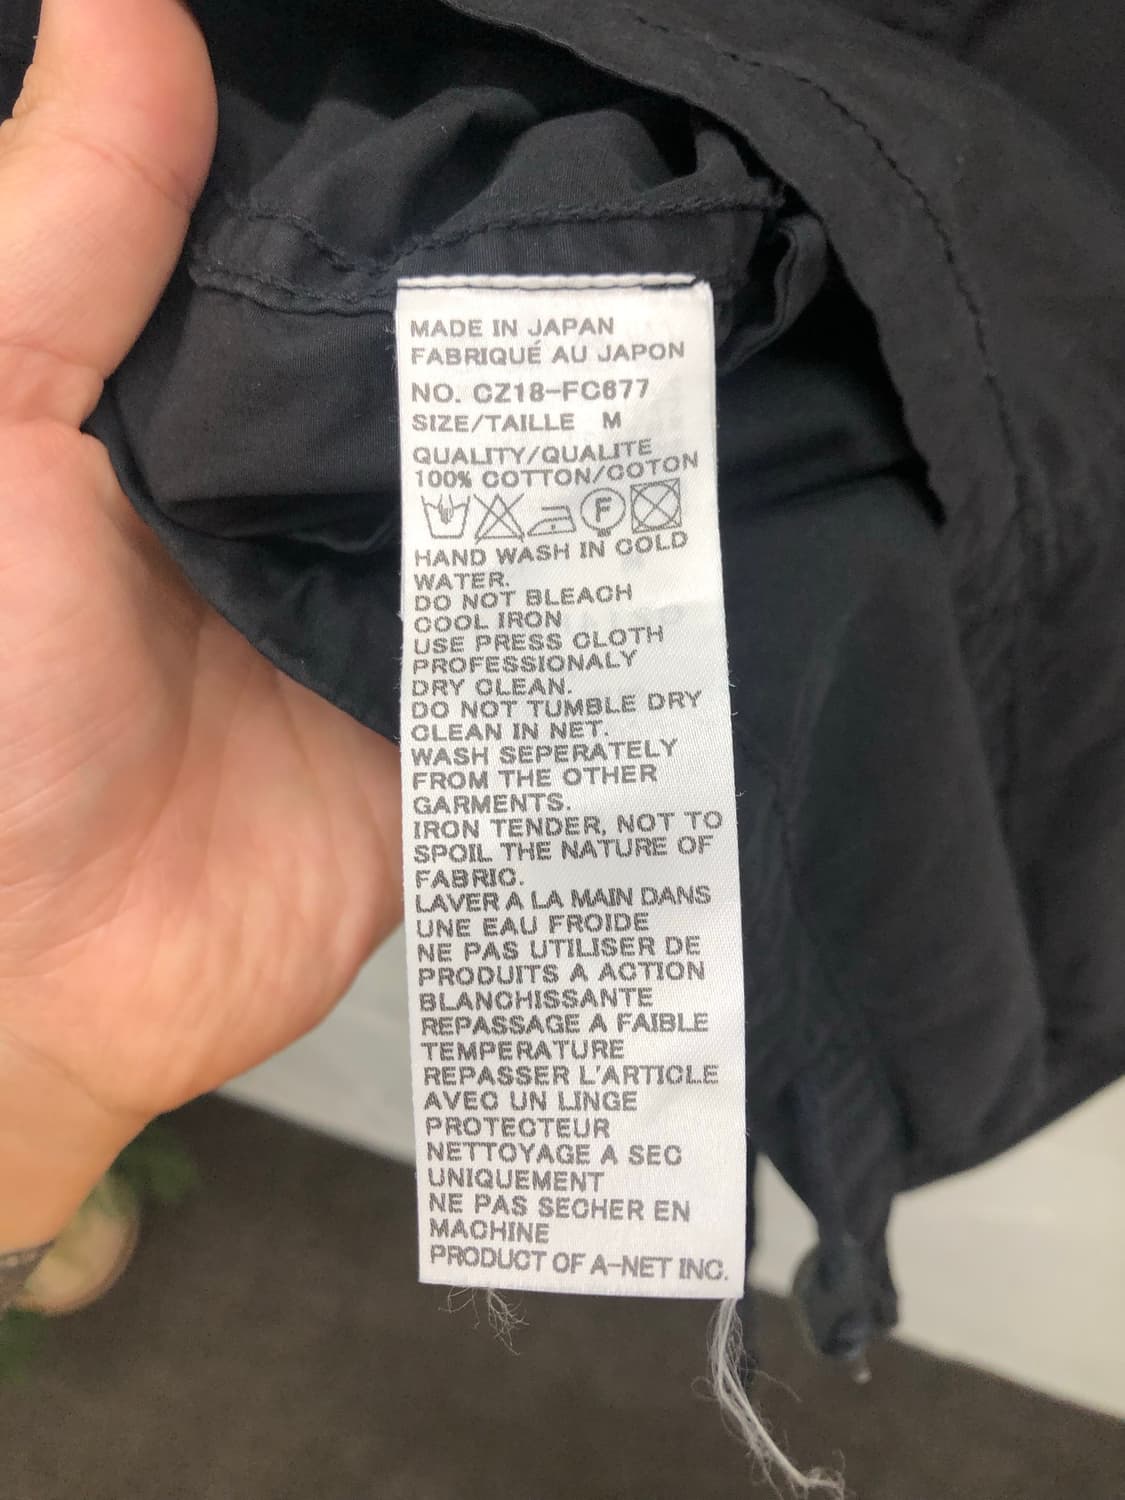 MADE IN JAPAN
FABRIQUÉ AU JAPON
NO. CZ18-FC677
SIZE/TAILLE M
QUALITY/QUALITE
100% COTTON/COTON
F
HAND WASH IN COLD
WATER.
DO NOT BLEACH
COOL IRON
USE PRESS CLOTH
PROFESSIONALY
DRY CLEAN.
DO NOT TUMBLE DRY
CLEAN IN NET.
WASH SEPERATELY
FROM THE OTHER
GARMENTS.
IRON TENDER, NOT TO
SPOIL THE NATURE OF
FABRIC.
LAVER A LA MAIN DANS
UNE EAU FROIDE
NE PAS UTILISER DE
PRODUITS A ACTION
BLANCHISSANTE
REPASSAGE A FAIBLE
TEMPERATURE
REPASSER L'ARTICLE
AVEC UN LINGE
PROTECTEUR
NETTOYAGE A SEC
UNIQUEMENT
NE PAS SECHER EN
MACHINE
PRODUCT OF A-NET INC.